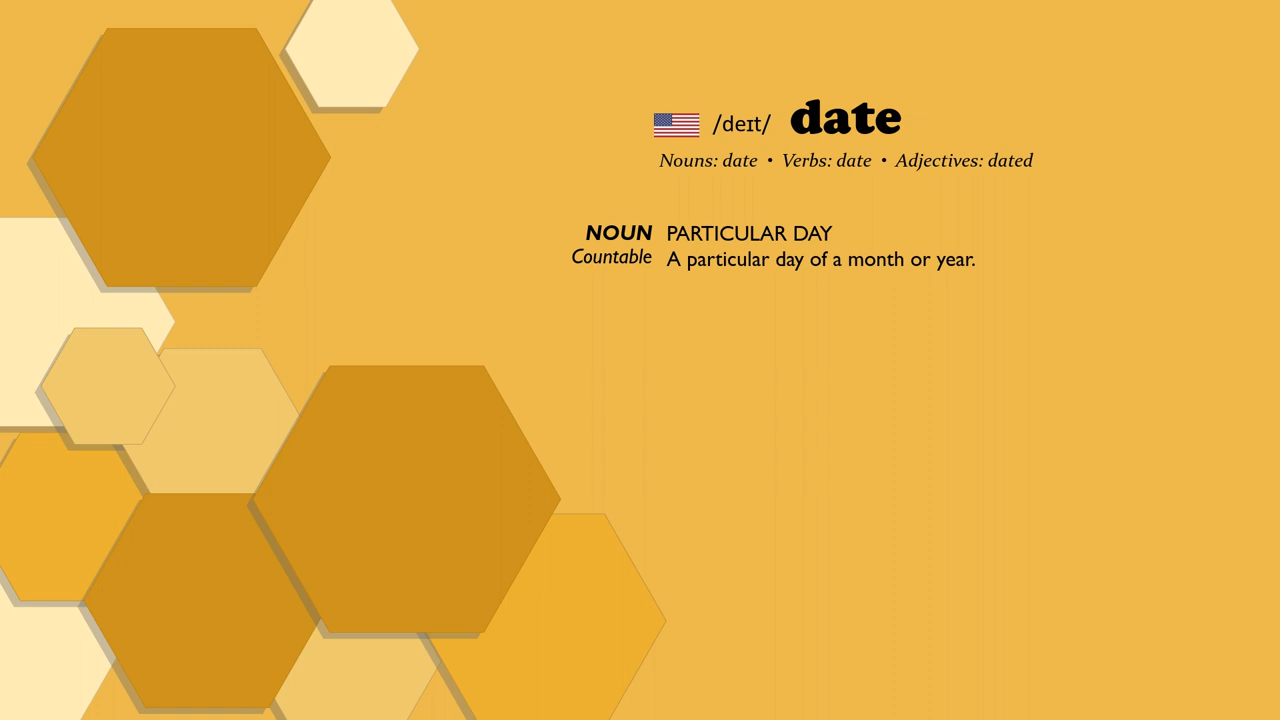 /deɪt/ date
Nouns: date • Verbs: date • Adjectives: dated
NOUN PARTICULAR DAY
Countable A particular day of a month or year.